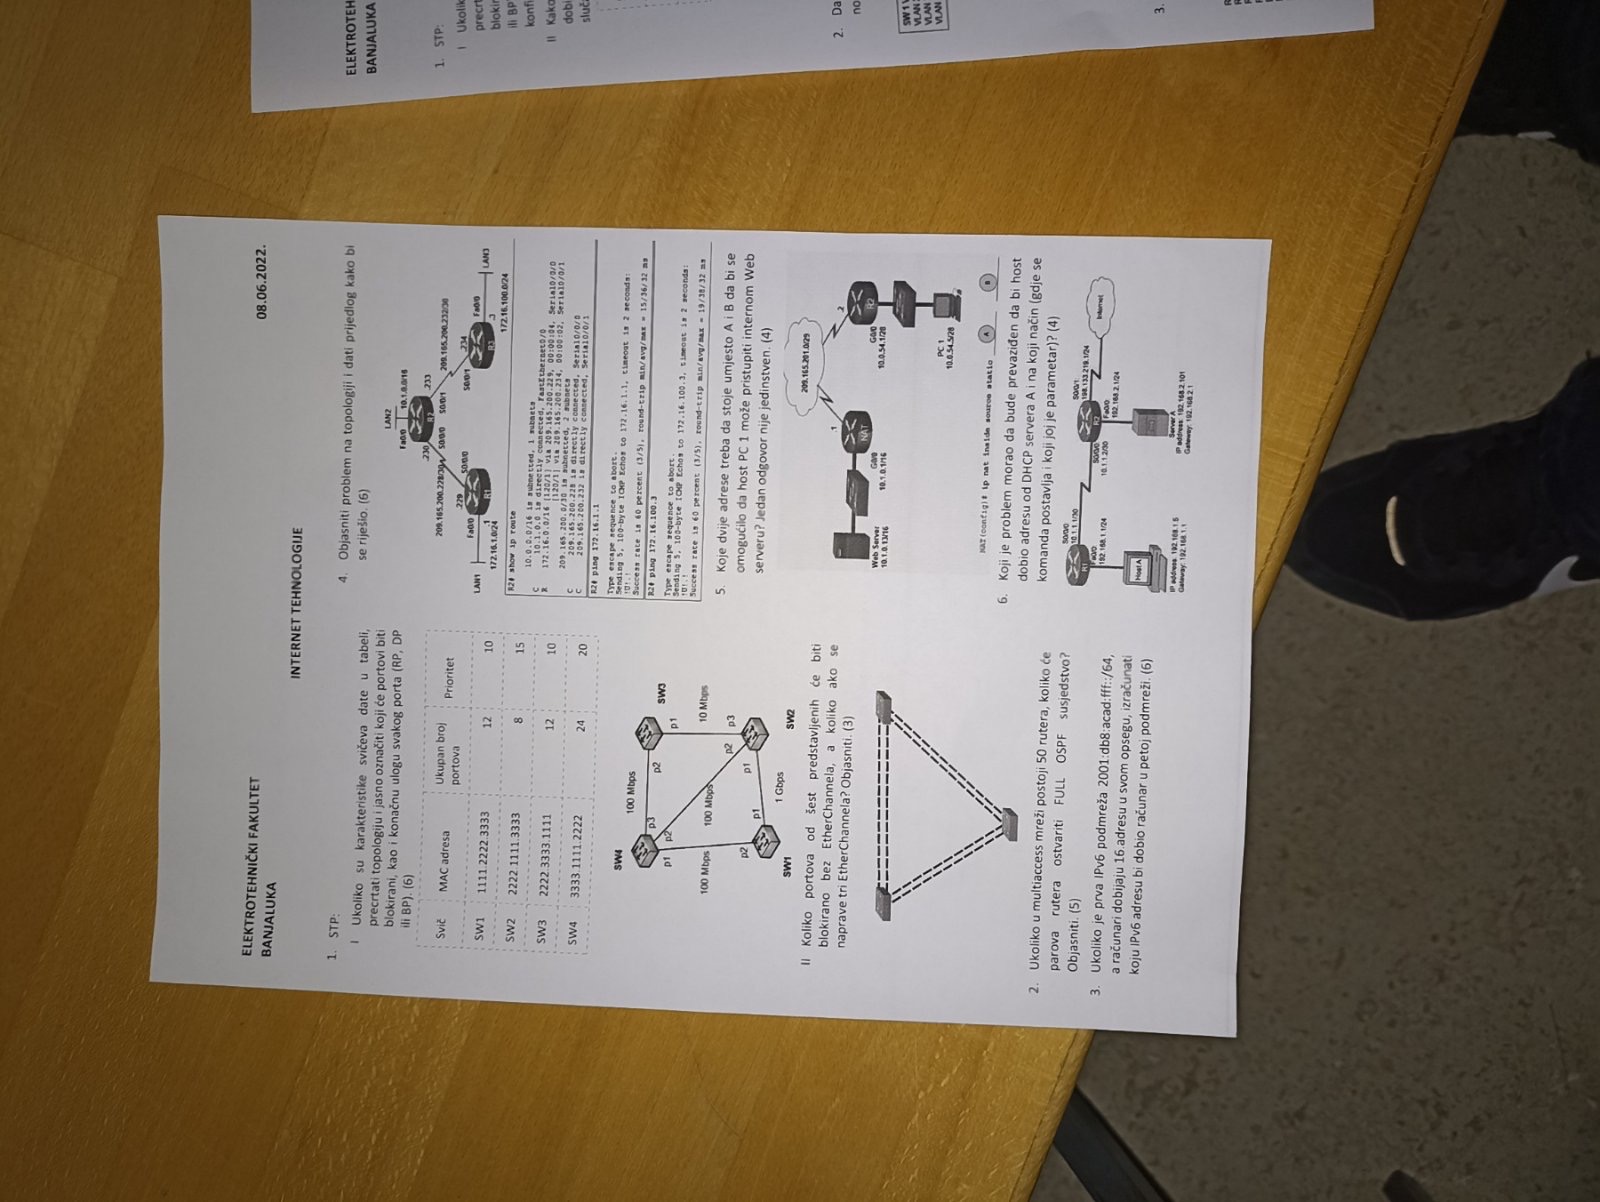 ELEKTROTEHNIČKI FAKULTET
BANJALUKA
08.06.2022.
INTERNET TEHNOLOGIJE
1. STP:
I Ukoliko su karakteristike svičeva date u tabeli,
precrtati topologiju i jasno označiti koji će portovi biti
blokirani, kao i konačnu ulogu svakog porta (RP, DP
ili BP). (6)
Svič MAC adresa Ukupan broj portova Prioritet
SW1 1111.2222.3333 12 10
SW2 2222.1111.3333 8 15
SW3 2222.3333.1111 12 10
SW4 3333.1111.2222 24 20
SW4
100 Mbps
p3
p2
SW3
p1 p2
p1
100 Mbps
100 Mbps
10 Mbps
p2 p3
p2
p1
p1
1 Gbps
SW1
SW2
II Koliko portova od šest predstavljenih će biti
blokirano bez EtherChannela, a koliko ako se
naprave tri EtherChannela? Objasniti. (3)
2. Ukoliko u multiaccess mreži postoji 50 rutera, koliko će
parova rutera ostvariti FULL OSPF susjedstvo?
Objasniti. (5)
3. Ukoliko je prva IPv6 podmreža 2001:db8:acad:fff::/64,
a računari dobijaju 16.adresu u svom opsegu, izračunati
koju IPv6 adresu bi dobio računar u petoj podmreži. (6)
4. Objasniti problem na topologiji i dati prijedlog kako bi
se riješio. (6)
LAN2
Fa0/0 10.1.0.0/16
R2
.230 .233
209.165.200.228/30 S0/0/0 S0/0/1 209.165.200.232/30
.229 S0/0/0
S0/0/1 .234
LAN1 Fa0/0 R1
R3 Fa0/0 LAN3
.1
.3
172.16.1.0/24
172.16.100.0/24
R2# show ip route
10.0.0.0/16 is subnetted, 1 subnets
C 10.1.0.0 is directly connected, FastEthernet0/0
R 172.16.0.0/16 [120/1] via 209.165.200.229, 00:00:04, Serial0/0/0
[120/1] via 209.165.200.234, 00:00:02, Serial0/0/1
209.165.200.0/30 is subnetted, 2 subnets
C 209.165.200.228 is directly connected, Serial0/0/0
C 209.165.200.232 is directly connected, Serial0/0/1
R2# ping 172.16.1.1
Type escape sequence to abort.
Sending 5, 100-byte ICMP Echos to 172.16.1.1, timeout is 2 seconds:
!U!.!
Success rate is 60 percent (3/5), round-trip min/avg/max = 15/36/32 ms
R2# ping 172.16.100.3
Type escape sequence to abort.
Sending 5, 100-byte ICMP Echos to 172.16.100.3, timeout is 2 seconds:
!U!.!
Success rate is 60 percent (3/5), round-trip min/avg/max = 19/38/32 ms
5. Koje dvije adrese treba da stoje umjesto A i B da bi se
omogućilo da host PC 1 može pristupiti internom Web
serveru? Jedan odgovor nije jedinstven. (4)
209.165.201.0/29
.1
.2
NAT
R2
Web Server
10.1.0.13/16
G0/0
10.1.0.1/16
G0/0
10.0.54.1/28
PC 1
10.0.54.5/28
NAT(config)# ip nat inside source static A B
6. Koji je problem morao da bude prevaziđen da bi host
dobio adresu od DHCP servera A i na koji način (gdje se
komanda postavlja i koji joj je parametar)? (4)
S0/0/0
10.1.1.1/30
R1
Fa0/0
192.168.1.1/24
S0/0/0
10.1.1.2/30
R2
S0/0/1:
198.133.219.1/24
Internet
Fa0/0
192.168.2.1/24
Host A
IP address: 192.168.1.5
Gateway: 192.168.1.1
Server A
IP address: 192.168.2.101
Gateway: 192.168.2.1
ELEKTROTEH
BANJALUKA
1. STP:
I Ukolik
precrt
blokir
ili BP
konfi
II Kako
dobi
sluč
2. Da
no
SW 1 V
VLAN
VLAN
VLAN
3.